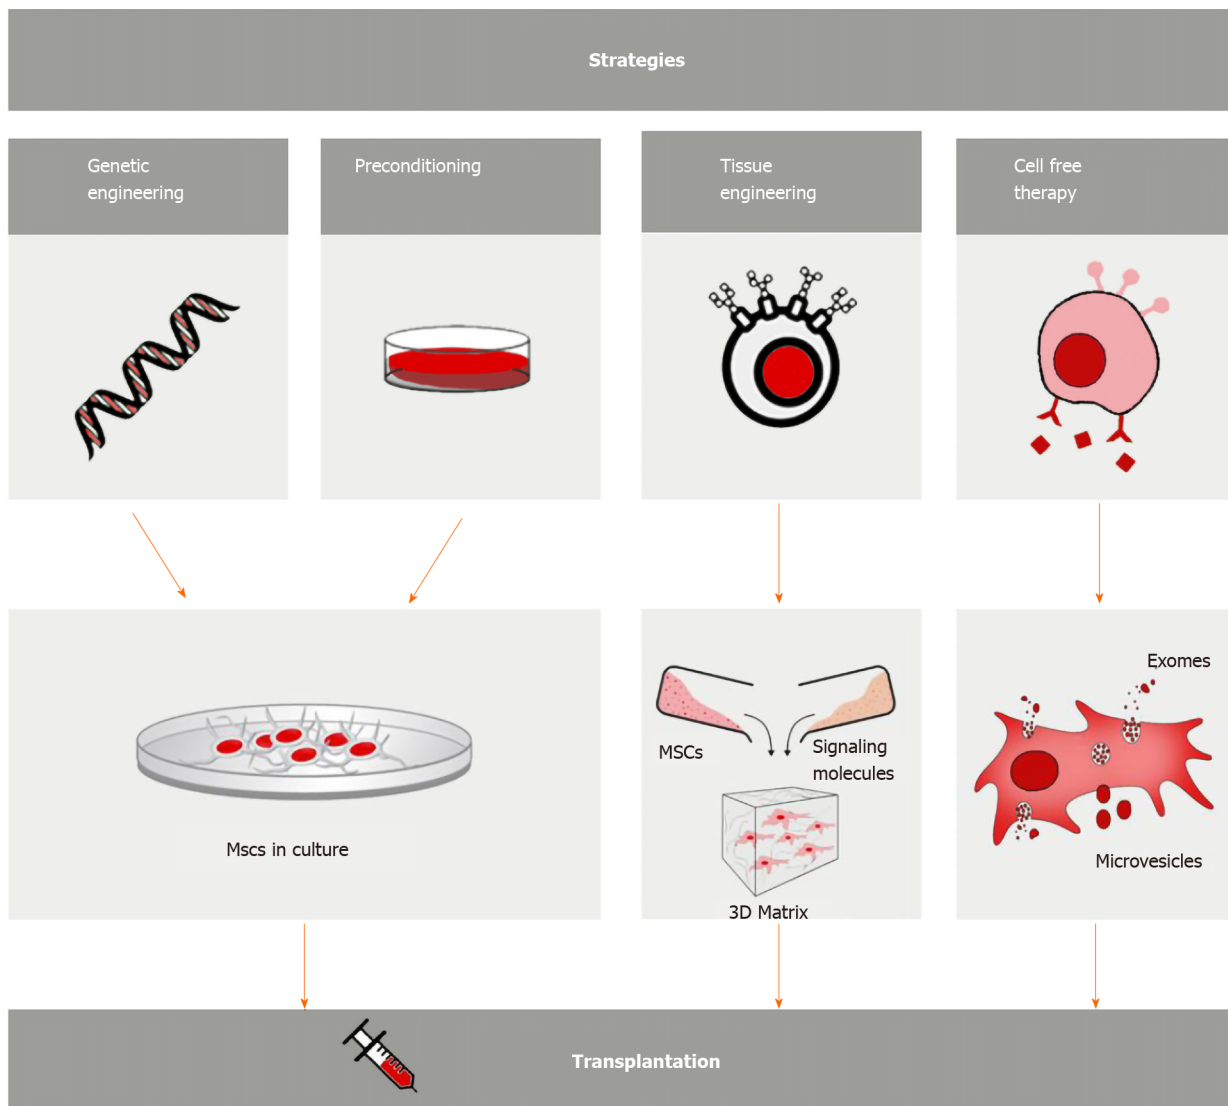 Strategies
Genetic
engineering
Preconditioning
Tissue
engineering
Cell free
therapy
Mscs in culture
MSCs
Signaling
molecules
3D Matrix
Exomes
Microvesicles
Transplantation